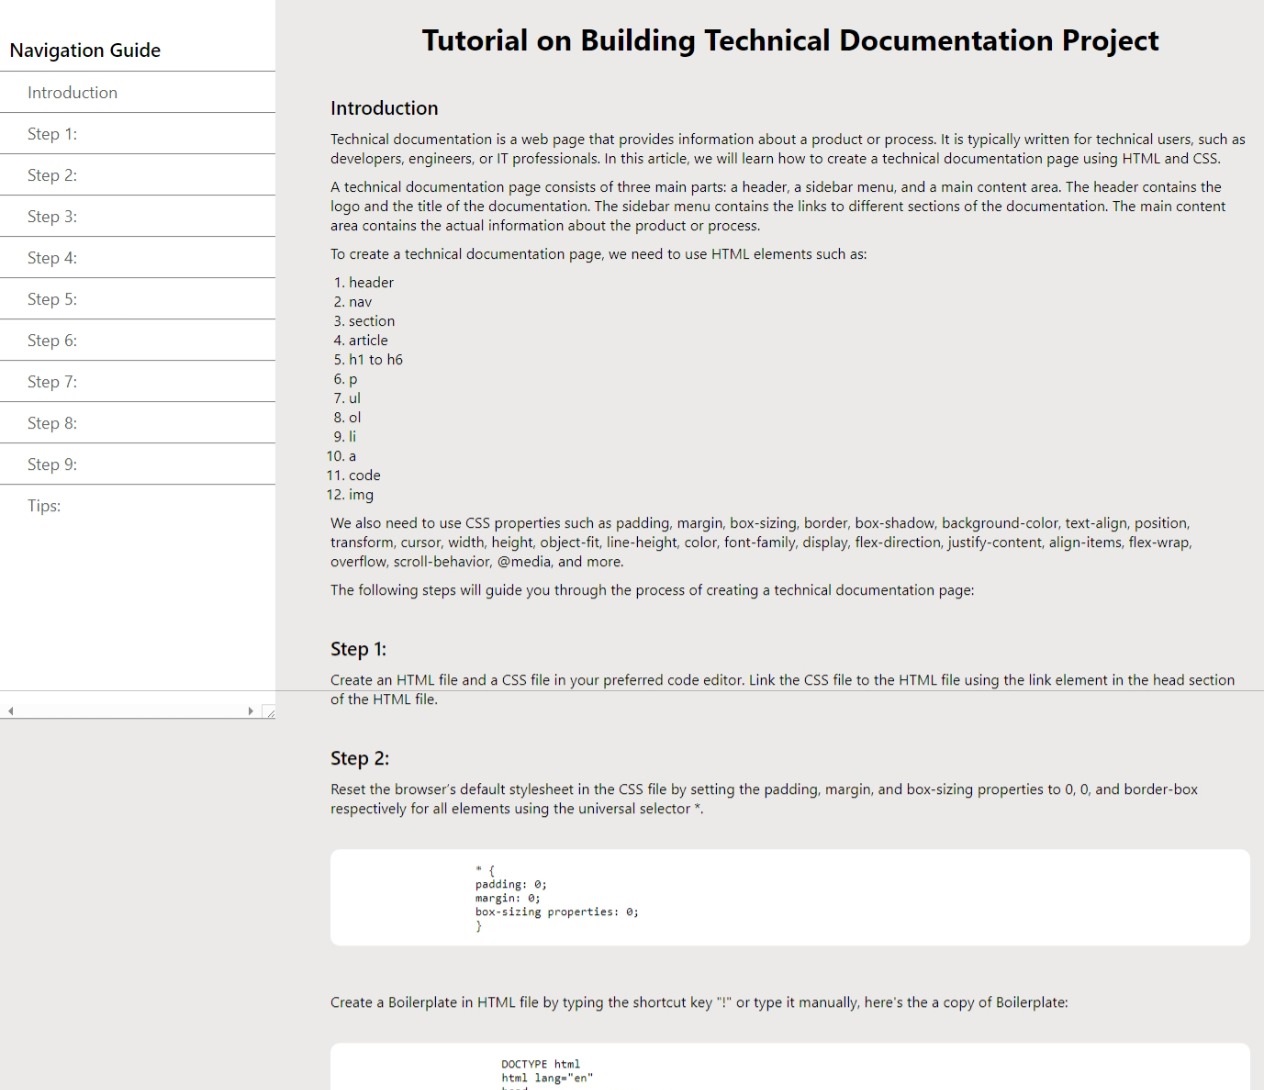 Navigation Guide
Introduction
Step 1:
Step 2:
Step 3:
Step 4:
Step 5:
Step 6:
Step 7:
Step 8:
Step 9:
Tips:
Tutorial on Building Technical Documentation Project
Introduction
Technical documentation is a web page that provides information about a product or process. It is typically written for technical users, such as
developers, engineers, or IT professionals. In this article, we will learn how to create a technical documentation page using HTML and CSS.
A technical documentation page consists of three main parts: a header, a sidebar menu, and a main content area. The header contains the
logo and the title of the documentation. The sidebar menu contains the links to different sections of the documentation. The main content
area contains the actual information about the product or process.
To create a technical documentation page, we need to use HTML elements such as:
1. header
2. nav
3. section
4. article
5. h1 to h6
6. p
7. ul
8. ol
9. li
10. a
11. code
12. img
We also need to use CSS properties such as padding, margin, box-sizing, border, box-shadow, background-color, text-align, position,
transform, cursor, width, height, object-fit, line-height, color, font-family, display, flex-direction, justify-content, align-items, flex-wrap,
overflow, scroll-behavior, @media, and more.
The following steps will guide you through the process of creating a technical documentation page:
Step 1:
Create an HTML file and a CSS file in your preferred code editor. Link the CSS file to the HTML file using the link element in the head section
of the HTML file.
Step 2:
Reset the browser's default stylesheet in the CSS file by setting the padding, margin, and box-sizing properties to 0, 0, and border-box
respectively for all elements using the universal selector *.
* {
padding: 0;
margin: 0;
box-sizing properties: 0;
}
Create a Boilerplate in HTML file by typing the shortcut key "!" or type it manually, here's the a copy of Boilerplate:
DOCTYPE html
html lang="en"